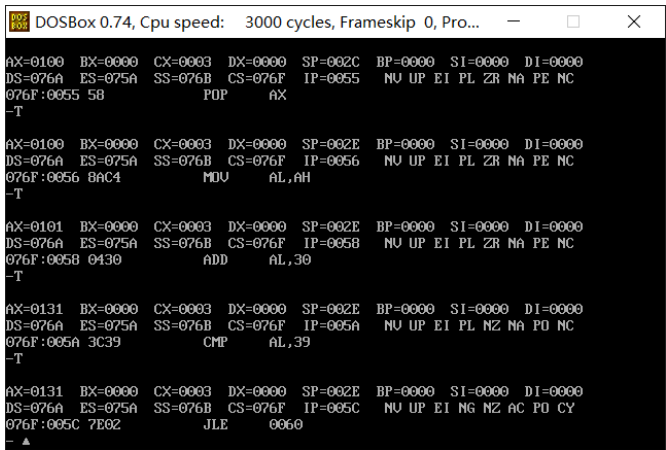 DOSBox 0.74, Cpu speed: 3000 cycles, Frameskip 0, Pro...
AX=0100 BX=0000 CX=0003 DX=0000 SP=002C BP=0000 SI=0000 DI=0000
DS=076A ES=075A SS=076B CS=076F IP=0055 NV UP EI PL ZR NA PE NC
076F:0055 58 POP AX
-T
AX=0100 BX=0000 CX=0003 DX=0000 SP=002E BP=0000 SI=0000 DI=0000
DS=076A ES=075A SS=076B CS=076F IP=0056 NV UP EI PL ZR NA PE NC
076F:0056 8AC4 MOV AL,AH
-T
AX=0101 BX=0000 CX=0003 DX=0000 SP=002E BP=0000 SI=0000 DI=0000
DS=076A ES=075A SS=076B CS=076F IP=0058 NV UP EI PL ZR NA PE NC
076F:0058 0430 ADD AL,30
-T
AX=0131 BX=0000 CX=0003 DX=0000 SP=002E BP=0000 SI=0000 DI=0000
DS=076A ES=075A SS=076B CS=076F IP=005A NV UP EI PL NZ NA PO NC
076F:005A 3C39 CMP AL,39
-T
AX=0131 BX=0000 CX=0003 DX=0000 SP=002E BP=0000 SI=0000 DI=0000
DS=076A ES=075A SS=076B CS=076F IP=005C NV UP EI NG NZ AC PO CY
076F:005C 7E02 JLE 0060
-